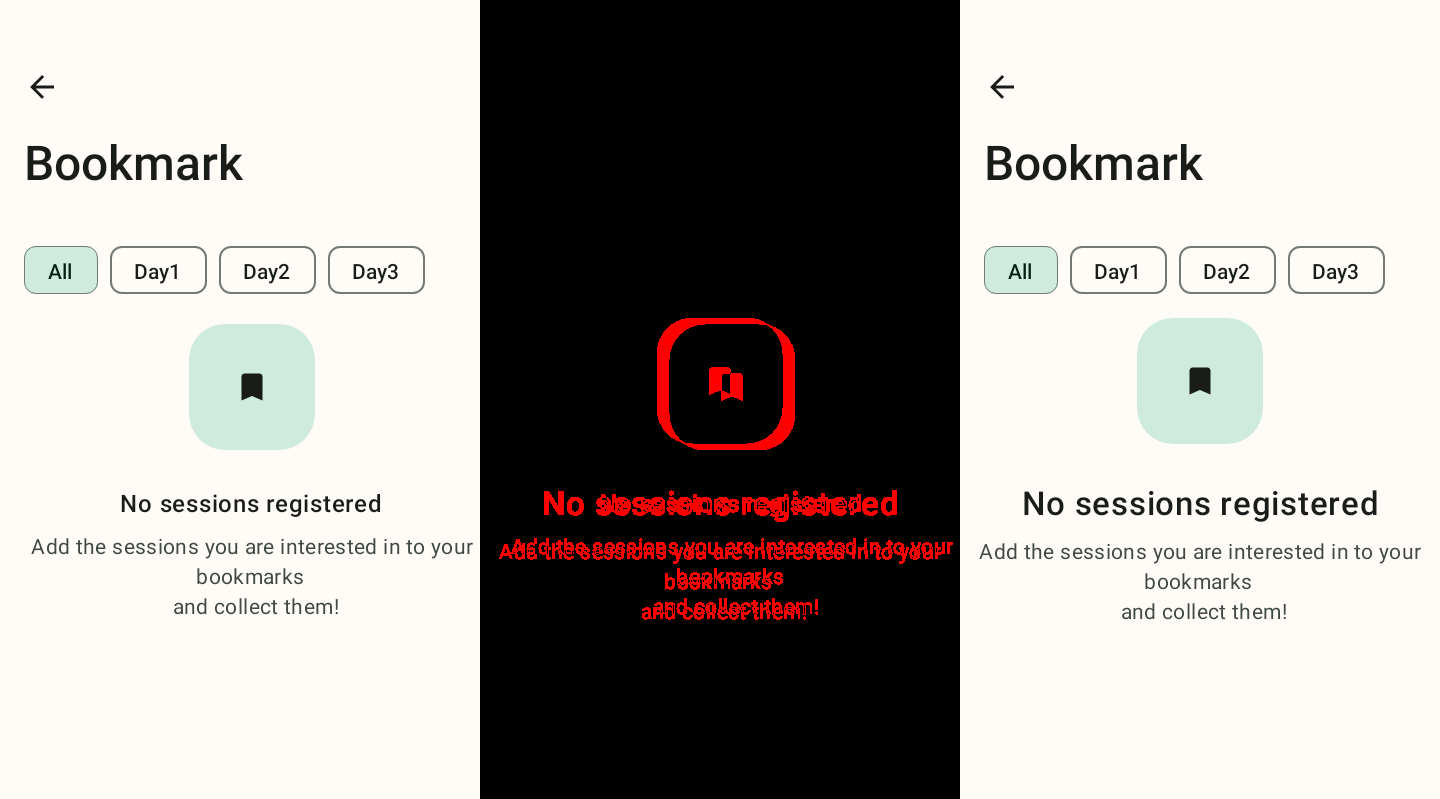 Bookmark
All
Day1
Day2
Day3
No sessions registered
Add the sessions you are interested in to your
bookmarks
and collect them!
No sessions registered
Add the sessions you are interested in to your
bookmarks
and collect them!
Bookmark
All
Day1
Day2
Day3
No sessions registered
Add the sessions you are interested in to your
bookmarks
and collect them!